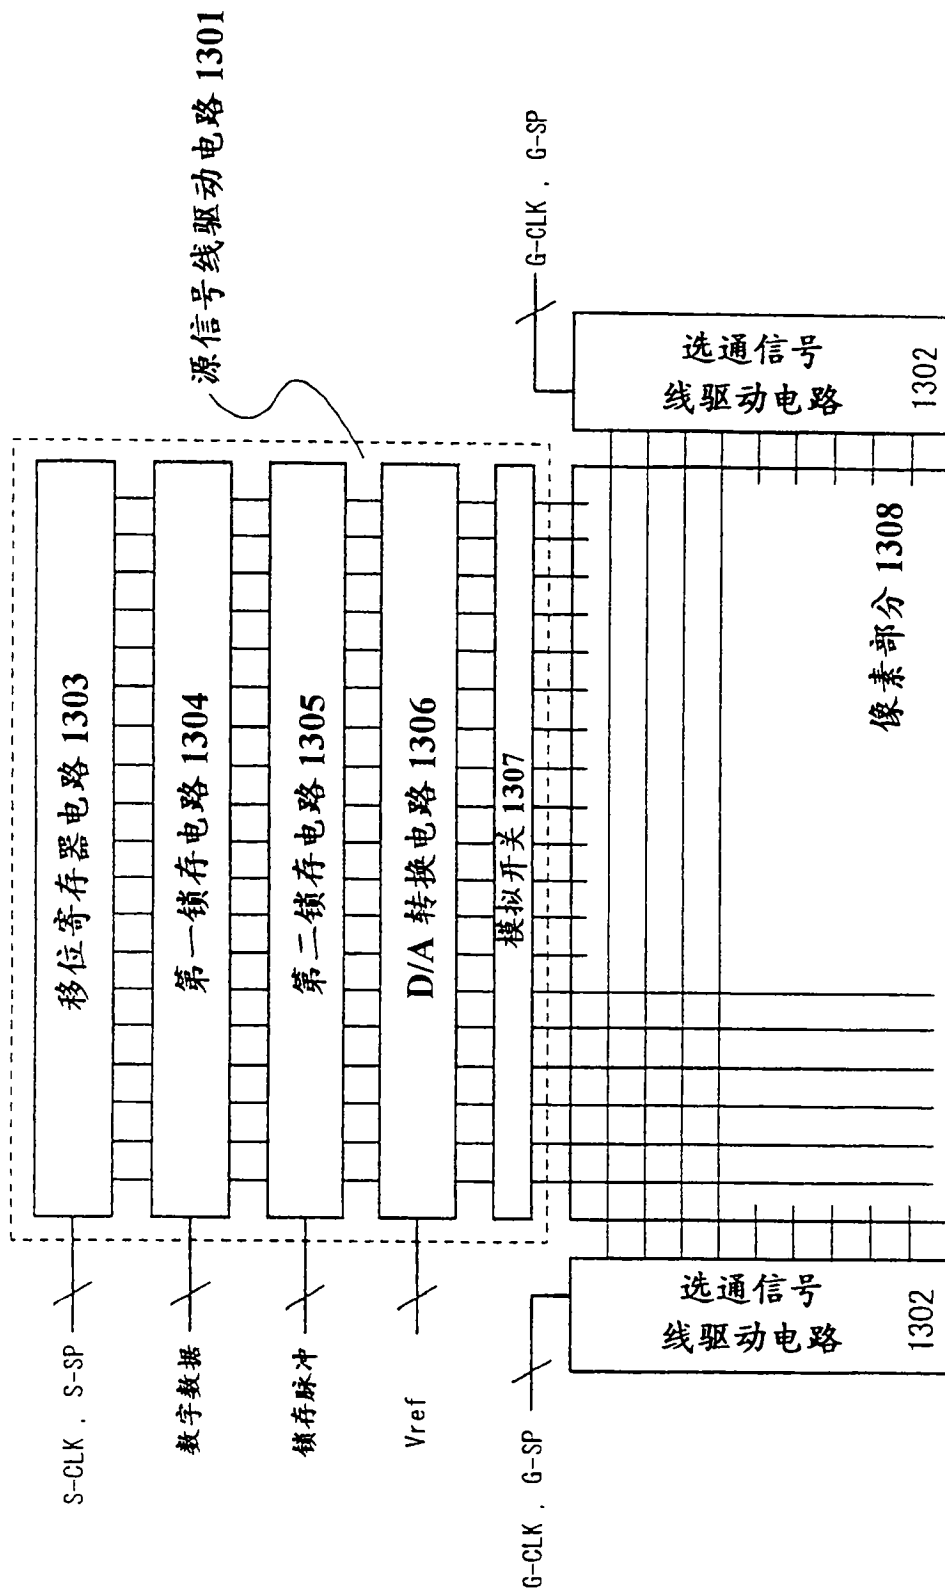 源信号线驱动电路 1301
S-CLK , S-SP
移位寄存器电路 1303
数字数据
第一锁存电路 1304
锁存脉冲
第二锁存电路 1305
Vref
D/A 转换电路 1306
模拟开关 1307
G-CLK , G-SP
G-CLK , G-SP
选通信号
线驱动电路
1302
像素部分 1308
选通信号
线驱动电路
1302